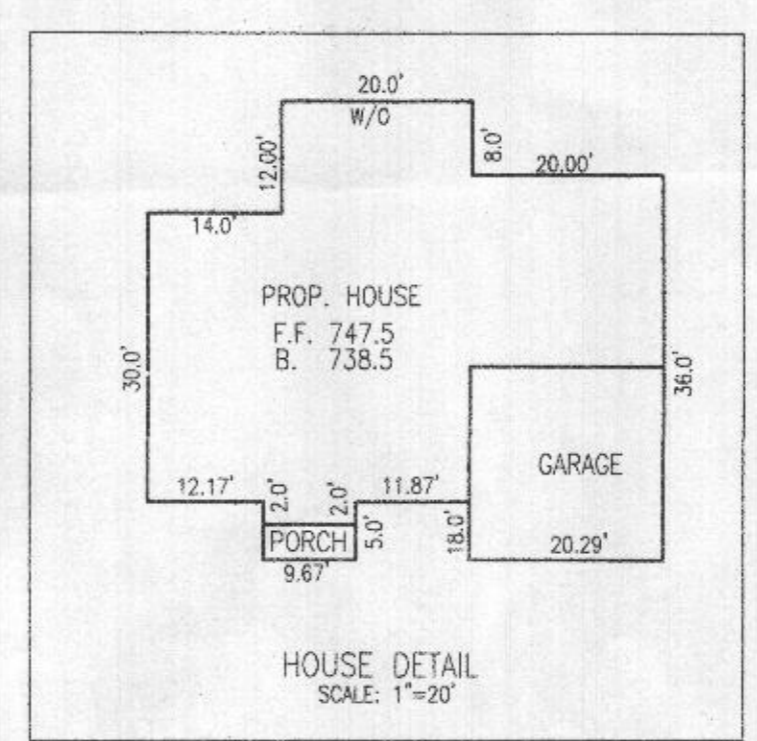 20.0'
W/O
12.00'
8.0'
20.00'
14.0'
PROP. HOUSE
F.F. 747.5
B. 738.5
30.0'
36.0'
GARAGE
12.17'
2.0'
2.0'
11.87'
PORCH
5.0'
18.0'
20.29'
9.67'
HOUSE DETAIL
SCALE: 1"=20'